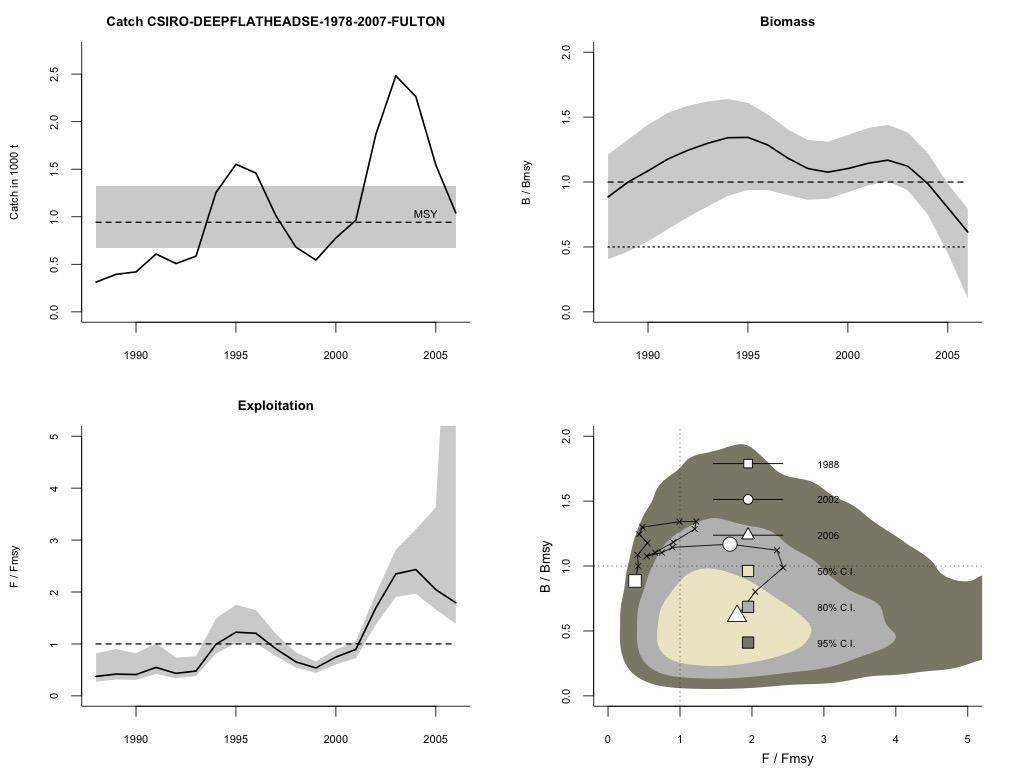 Catch CSIRO-DEEPFLATHEADSE-1978-2007-FULTON
Catch in 1000 t
0.0 0.5 1.0 1.5 2.0 2.5
MSY
1990 1995 2000 2005
Biomass
B / Bmsy
0.0 0.5 1.0 1.5 2.0
1990 1995 2000 2005
Exploitation
F / Fmsy
0 1 2 3 4 5
1990 1995 2000 2005
B / Bmsy
0.0 0.5 1.0 1.5 2.0
1988
2002
2006
50% C.I.
80% C.I.
95% C.I.
0 1 2 3 4 5
F / Fmsy